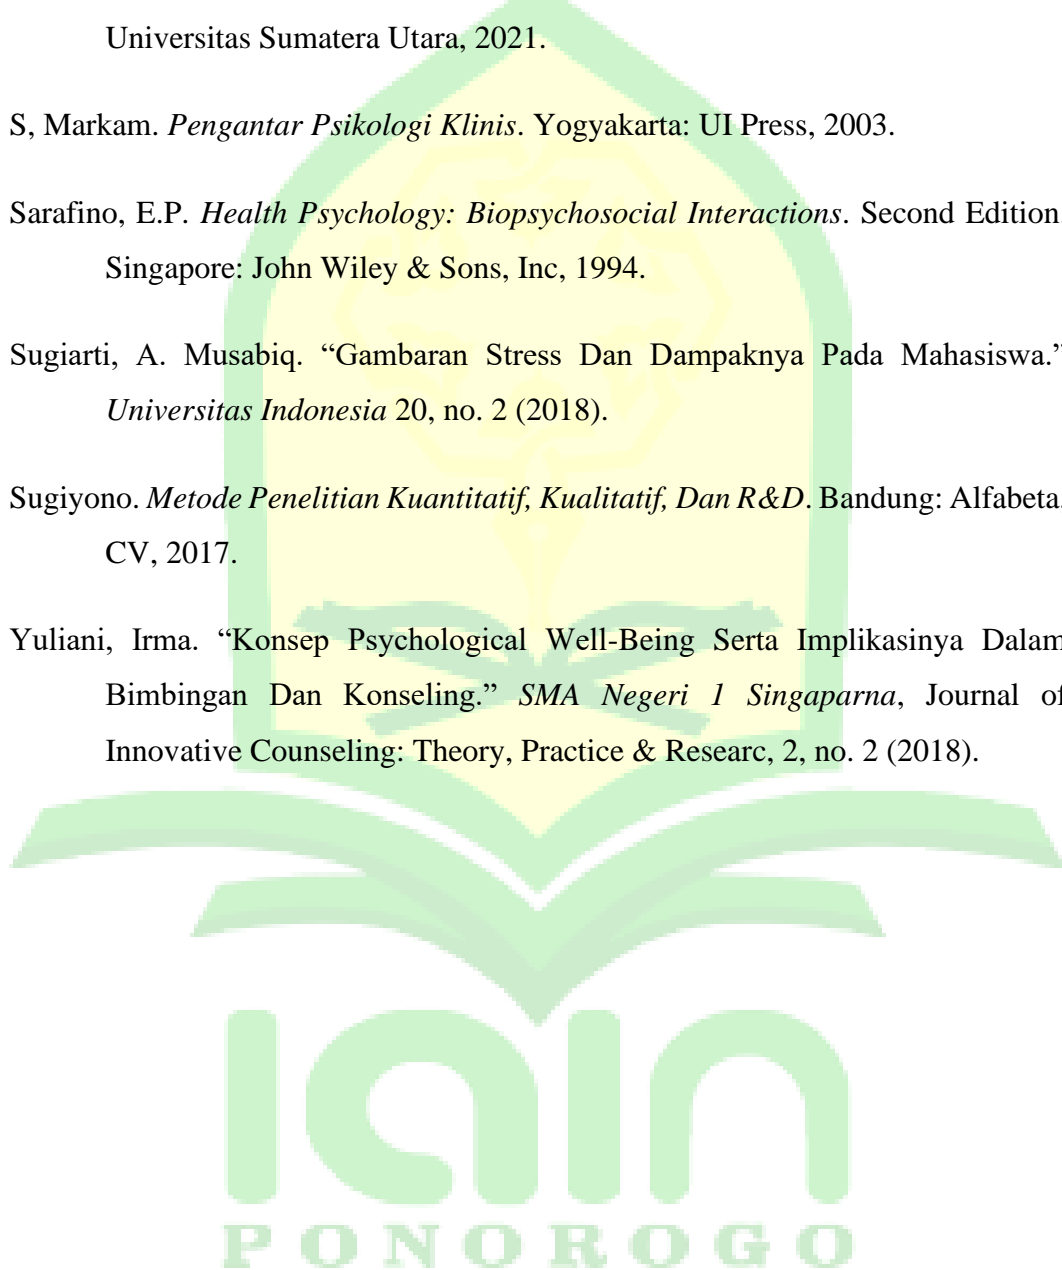 Universitas Sumatera Utara, 2021.
S, Markam. Pengantar Psikologi Klinis. Yogyakarta: UI Press, 2003.
Sarafino, E.P. Health Psychology: Biopsychosocial Interactions. Second Edition.
Singapore: John Wiley & Sons, Inc, 1994.
Sugiarti, A. Musabiq. “Gambaran Stress Dan Dampaknya Pada Mahasiswa.”
Universitas Indonesia 20, no. 2 (2018).
Sugiyono. Metode Penelitian Kuantitatif, Kualitatif, Dan R&D. Bandung: Alfabeta,
CV, 2017.
Yuliani, Irma. “Konsep Psychological Well-Being Serta Implikasinya Dalam
Bimbingan Dan Konseling.” SMA Negeri 1 Singaparna, Journal of
Innovative Counseling: Theory, Practice & Researc, 2, no. 2 (2018).
iain
PONOROGO